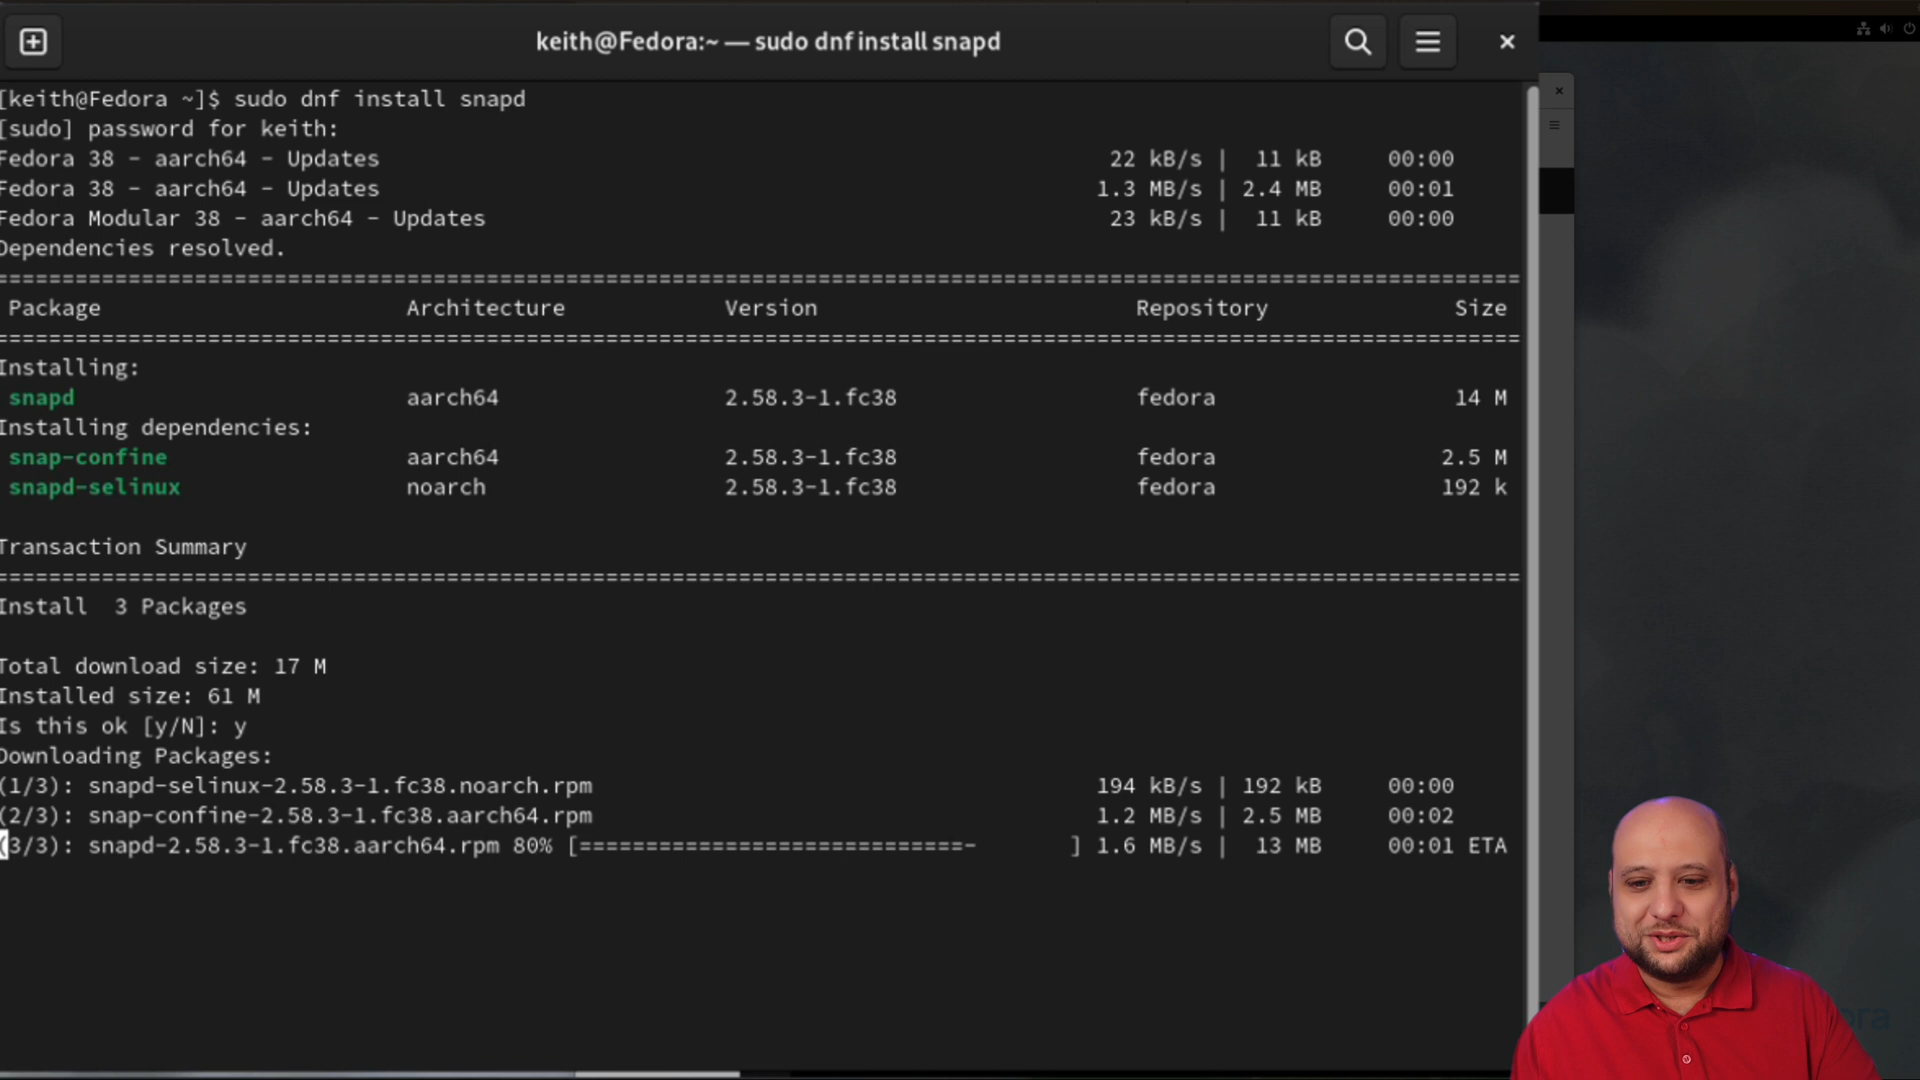 keith@Fedora:~ — sudo dnf install snapd
[keith@Fedora ~]$ sudo dnf install snapd
[sudo] password for keith:
Fedora 38 - aarch64 - Updates 22 kB/s | 11 kB 00:00
Fedora 38 - aarch64 - Updates 1.3 MB/s | 2.4 MB 00:01
Fedora Modular 38 - aarch64 - Updates 23 kB/s | 11 kB 00:00
Dependencies resolved.
================================================================================
Package Architecture Version Repository Size
================================================================================
Installing:
snapd aarch64 2.58.3-1.fc38 fedora 14 M
Installing dependencies:
snap-confine aarch64 2.58.3-1.fc38 fedora 2.5 M
snapd-selinux noarch 2.58.3-1.fc38 fedora 192 k
Transaction Summary
================================================================================
Install 3 Packages
Total download size: 17 M
Installed size: 61 M
Is this ok [y/N]: y
Downloading Packages:
(1/3): snapd-selinux-2.58.3-1.fc38.noarch.rpm 194 kB/s | 192 kB 00:00
(2/3): snap-confine-2.58.3-1.fc38.aarch64.rpm 1.2 MB/s | 2.5 MB 00:02
(3/3): snapd-2.58.3-1.fc38.aarch64.rpm 80% [=============================- ] 1.6 MB/s | 13 MB 00:01 ETA